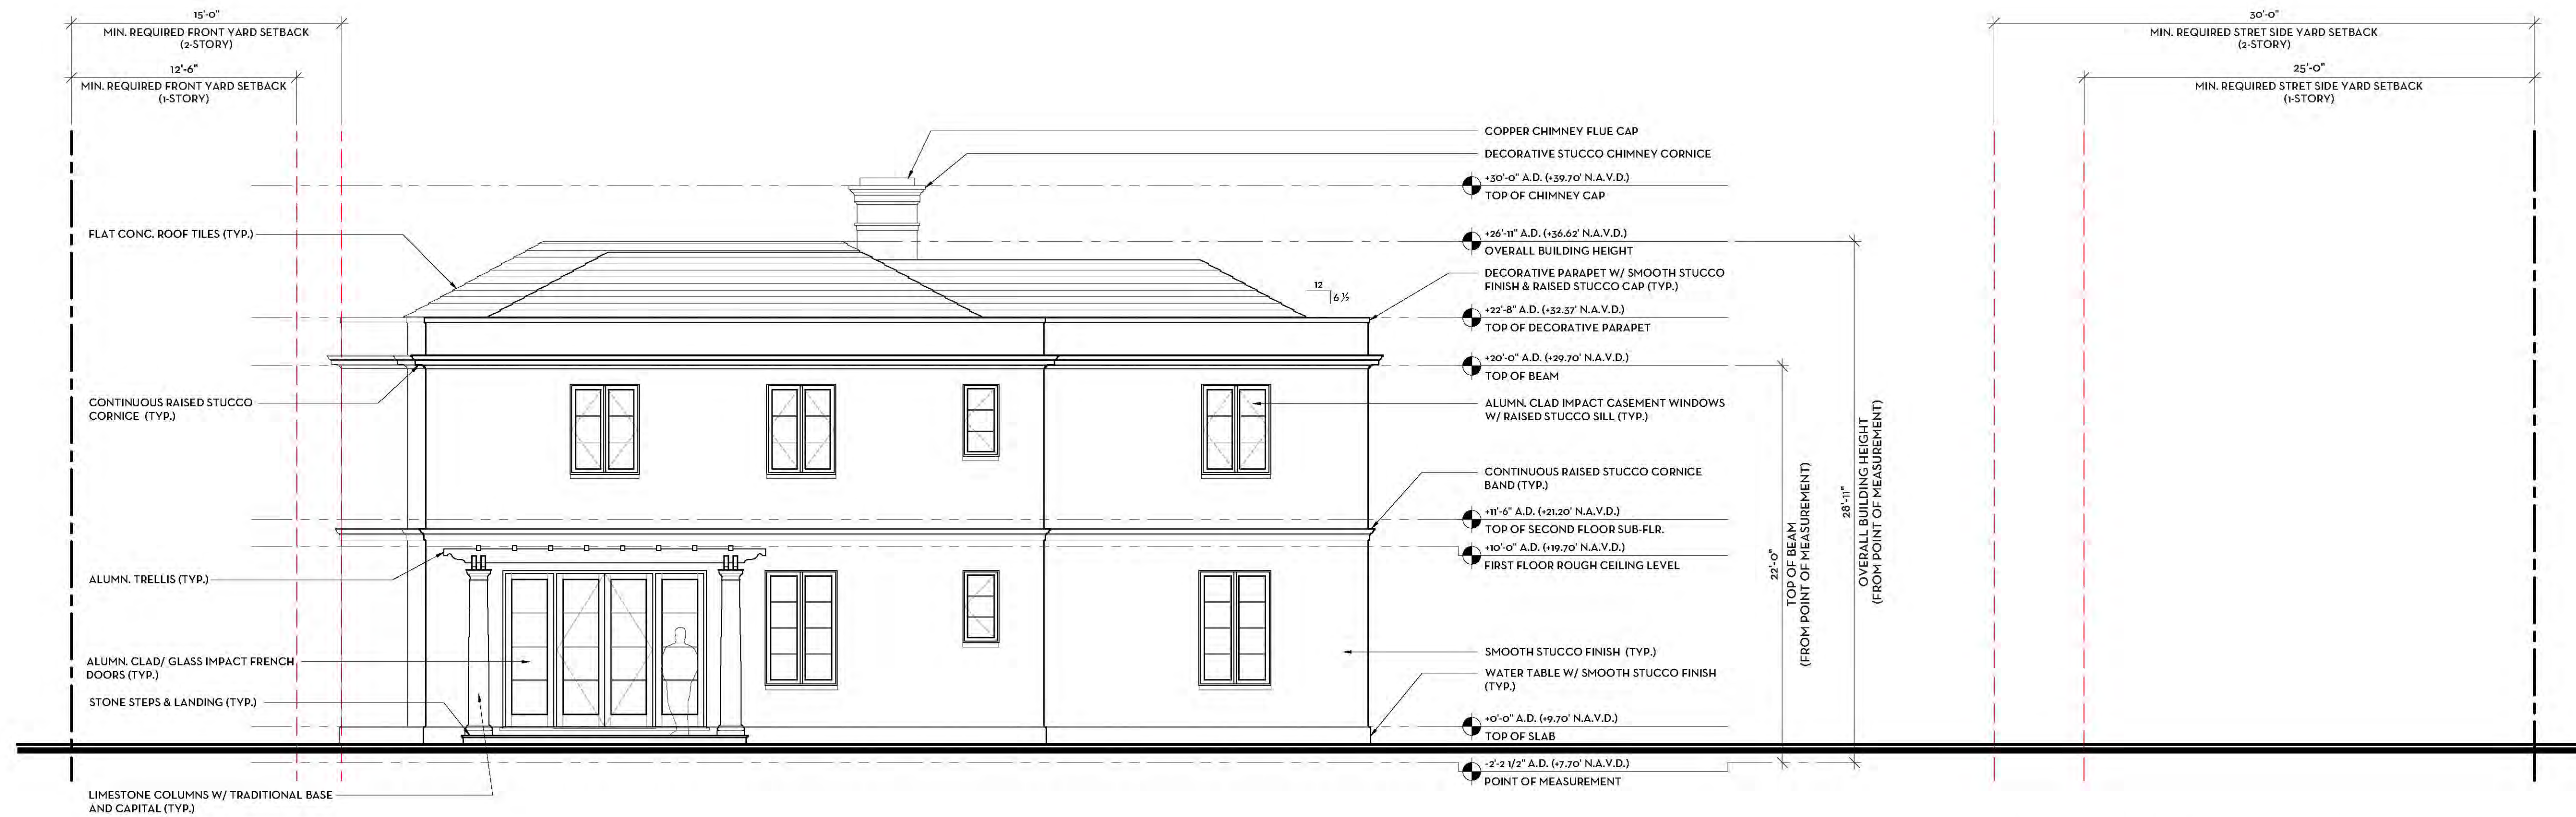 15'-0"
MIN. REQUIRED FRONT YARD SETBACK
(2-STORY)
12'-6"
MIN. REQUIRED FRONT YARD SETBACK
(1-STORY)
30'-0"
MIN. REQUIRED STRET SIDE YARD SETBACK
(2-STORY)
25'-0"
MIN. REQUIRED STRET SIDE YARD SETBACK
(1-STORY)
FLAT CONC. ROOF TILES (TYP.)
CONTINUOUS RAISED STUCCO
CORNICE (TYP.)
ALUMN. TRELLIS (TYP.)
ALUMN. CLAD/ GLASS IMPACT FRENCH
DOORS (TYP.)
STONE STEPS & LANDING (TYP.)
LIMESTONE COLUMNS W/ TRADITIONAL BASE
AND CAPITAL (TYP.)
12
6 ½
COPPER CHIMNEY FLUE CAP
DECORATIVE STUCCO CHIMNEY CORNICE
+30'-0" A.D. (+39.70' N.A.V.D.)
TOP OF CHIMNEY CAP
+26'-11" A.D. (+36.62' N.A.V.D.)
OVERALL BUILDING HEIGHT
DECORATIVE PARAPET W/ SMOOTH STUCCO
FINISH & RAISED STUCCO CAP (TYP.)
+22'-8" A.D. (+32.37' N.A.V.D.)
TOP OF DECORATIVE PARAPET
+20'-0" A.D. (+29.70' N.A.V.D.)
TOP OF BEAM
ALUMN. CLAD IMPACT CASEMENT WINDOWS
W/ RAISED STUCCO SILL (TYP.)
CONTINUOUS RAISED STUCCO CORNICE
BAND (TYP.)
+11'-6" A.D. (+21.20' N.A.V.D.)
TOP OF SECOND FLOOR SUB-FLR.
+10'-0" A.D. (+19.70' N.A.V.D.)
FIRST FLOOR ROUGH CEILING LEVEL
SMOOTH STUCCO FINISH (TYP.)
WATER TABLE W/ SMOOTH STUCCO FINISH
(TYP.)
+0'-0" A.D. (+9.70' N.A.V.D.)
TOP OF SLAB
-2'-2 1/2" A.D. (+7.70' N.A.V.D.)
POINT OF MEASUREMENT
22'-0"
TOP OF BEAM
(FROM POINT OF MEASUREMENT)
28'-11"
OVERALL BUILDING HEIGHT
(FROM POINT OF MEASUREMENT)